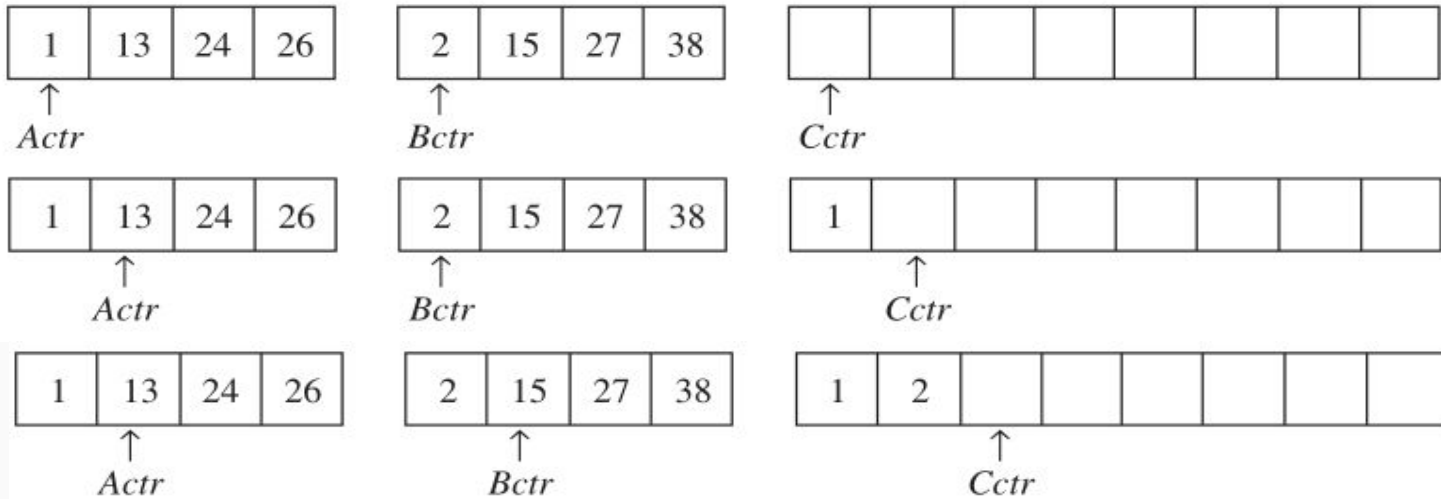 1 13 24 26 2 15 27 38
Actr Bctr Cctr
1 13 24 26 2 15 27 38 1
Actr Bctr Cctr
1 13 24 26 2 15 27 38 1 2
Actr Bctr Cctr